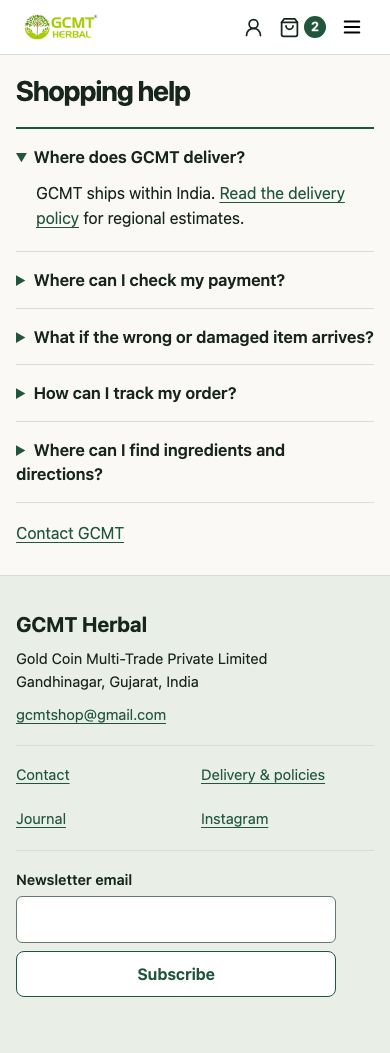 GCMT
HERBAL
2
Shopping help
Where does GCMT deliver?
GCMT ships within India. Read the delivery
policy for regional estimates.
Where can I check my payment?
What if the wrong or damaged item arrives?
How can I track my order?
Where can I find ingredients and
directions?
Contact GCMT
GCMT Herbal
Gold Coin Multi-Trade Private Limited
Gandhinagar, Gujarat, India
gcmtshop@gmail.com
Contact
Delivery & policies
Journal
Instagram
Newsletter email
Subscribe